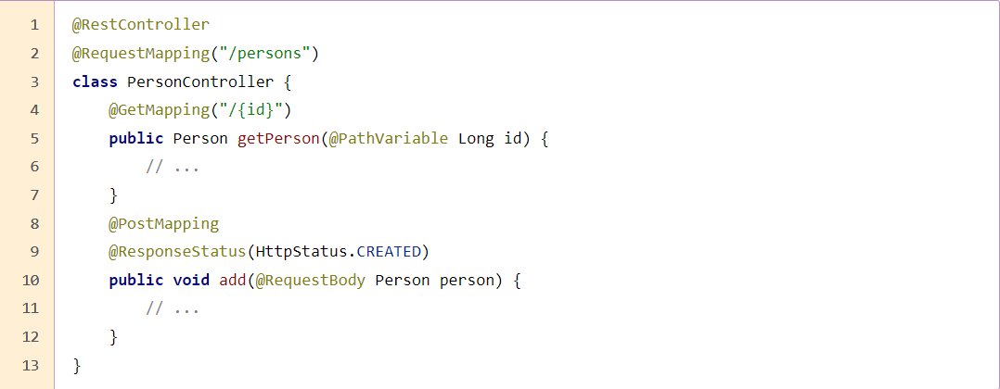 1 @RestController
2 @RequestMapping("/persons")
3 class PersonController {
4     @GetMapping("/{id}")
5     public Person getPerson(@PathVariable Long id) {
6         // ...
7     }
8     @PostMapping
9     @ResponseStatus(HttpStatus.CREATED)
10     public void add(@RequestBody Person person) {
11         // ...
12     }
13 }